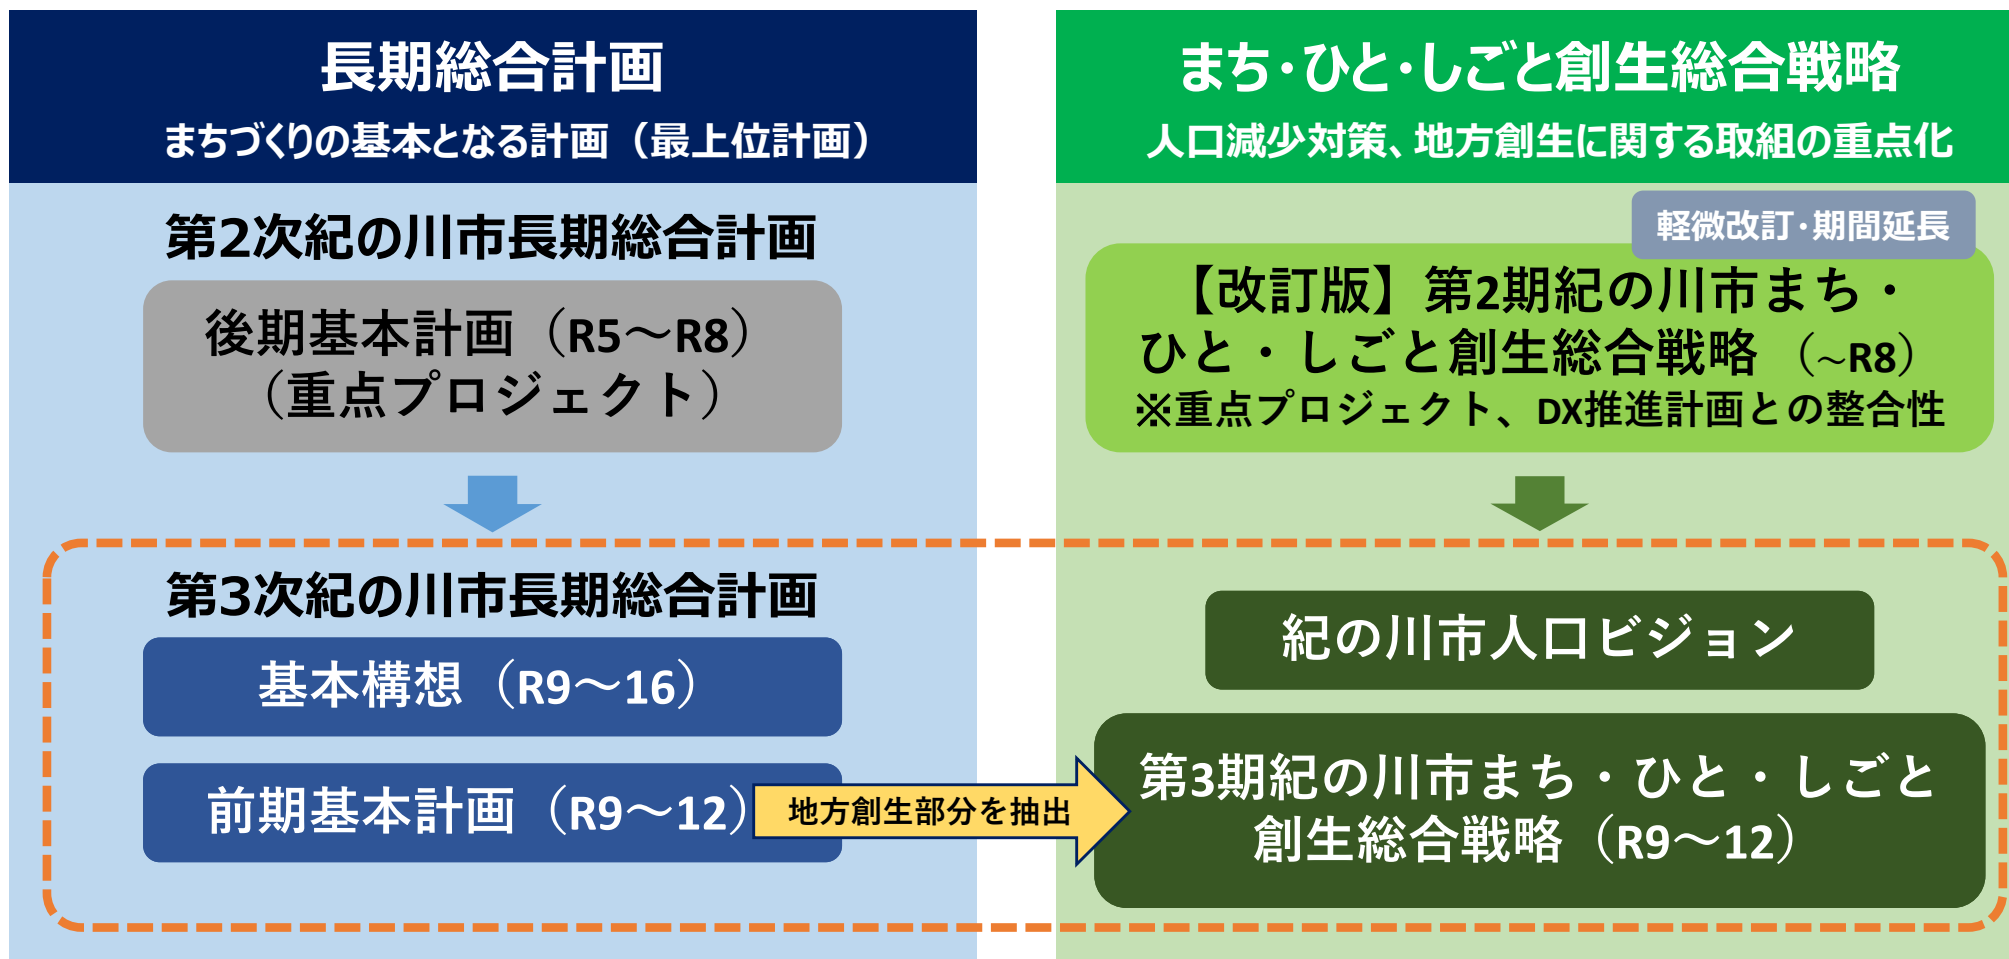 長期総合計画
まちづくりの基本となる計画（最上位計画）
第2次紀の川市長期総合計画
後期基本計画（R5～R8）
（重点プロジェクト）
第3次紀の川市長期総合計画
基本構想（R9～16）
前期基本計画（R9～12）
地方創生部分を抽出
まち・ひと・しごと創生総合戦略
人口減少対策、地方創生に関する取組の重点化
軽微改訂・期間延長
【改訂版】第2期紀の川市まち・
ひと・しごと創生総合戦略（～R8）
※重点プロジェクト、DX推進計画との整合性
紀の川市人口ビジョン
第3期紀の川市まち・ひと・しごと
創生総合戦略（R9～12）